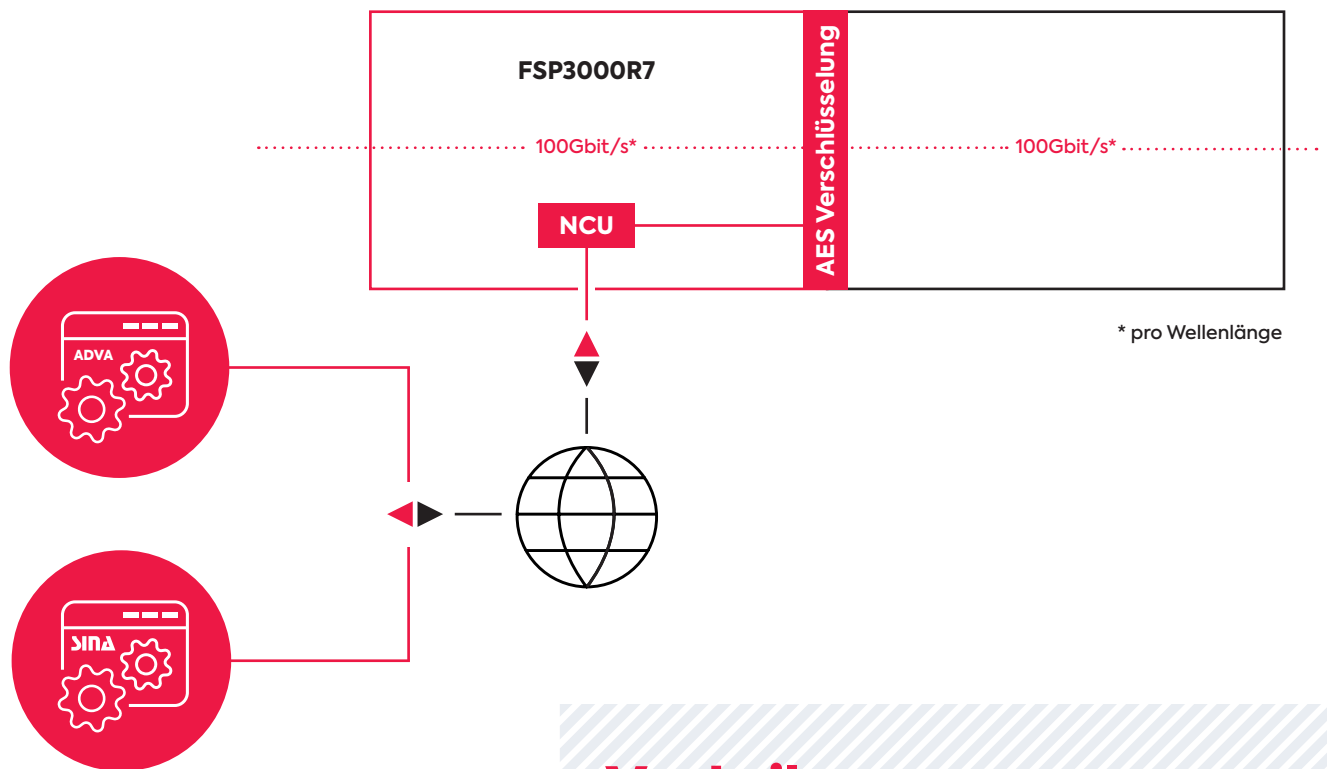 FSP3000R7
AES Verschlüsselung
100Gbit/s*
100Gbit/s*
NCU
* pro Wellenlänge
ADVA
SINA